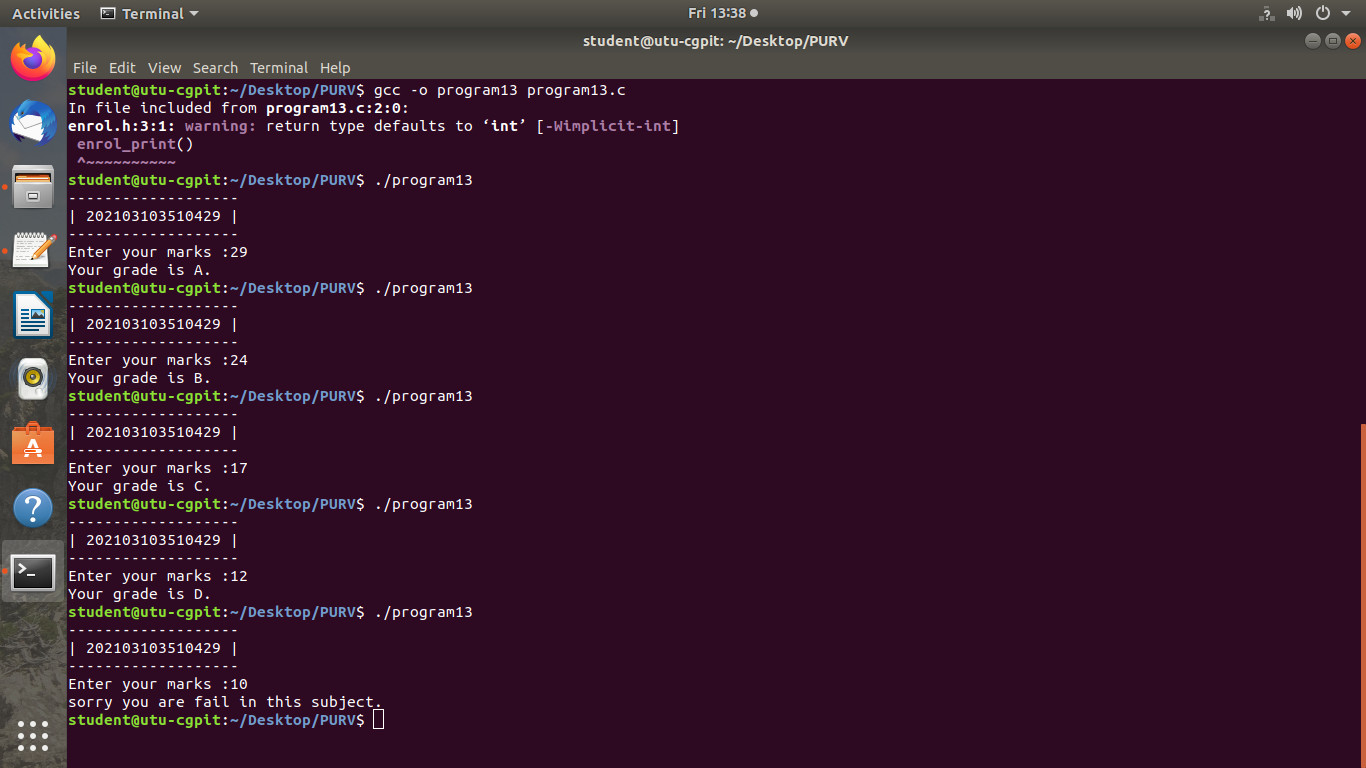 Activities Terminal Fri 13:38
student@utu-cgpit: ~/Desktop/PURV
File Edit View Search Terminal Help
student@utu-cgpit:~/Desktop/PURV$ gcc -o program13 program13.c
In file included from program13.c:2:0:
enrol.h:3:1: warning: return type defaults to ‘int’ [-Wimplicit-int]
 enrol_print()
 ^~~~~~~~~~~
student@utu-cgpit:~/Desktop/PURV$ ./program13
-------------------
| 202103103510429 |
-------------------
Enter your marks :29
Your grade is A.
student@utu-cgpit:~/Desktop/PURV$ ./program13
-------------------
| 202103103510429 |
-------------------
Enter your marks :24
Your grade is B.
student@utu-cgpit:~/Desktop/PURV$ ./program13
-------------------
| 202103103510429 |
-------------------
Enter your marks :17
Your grade is C.
student@utu-cgpit:~/Desktop/PURV$ ./program13
-------------------
| 202103103510429 |
-------------------
Enter your marks :12
Your grade is D.
student@utu-cgpit:~/Desktop/PURV$ ./program13
-------------------
| 202103103510429 |
-------------------
Enter your marks :10
sorry you are fail in this subject.
student@utu-cgpit:~/Desktop/PURV$